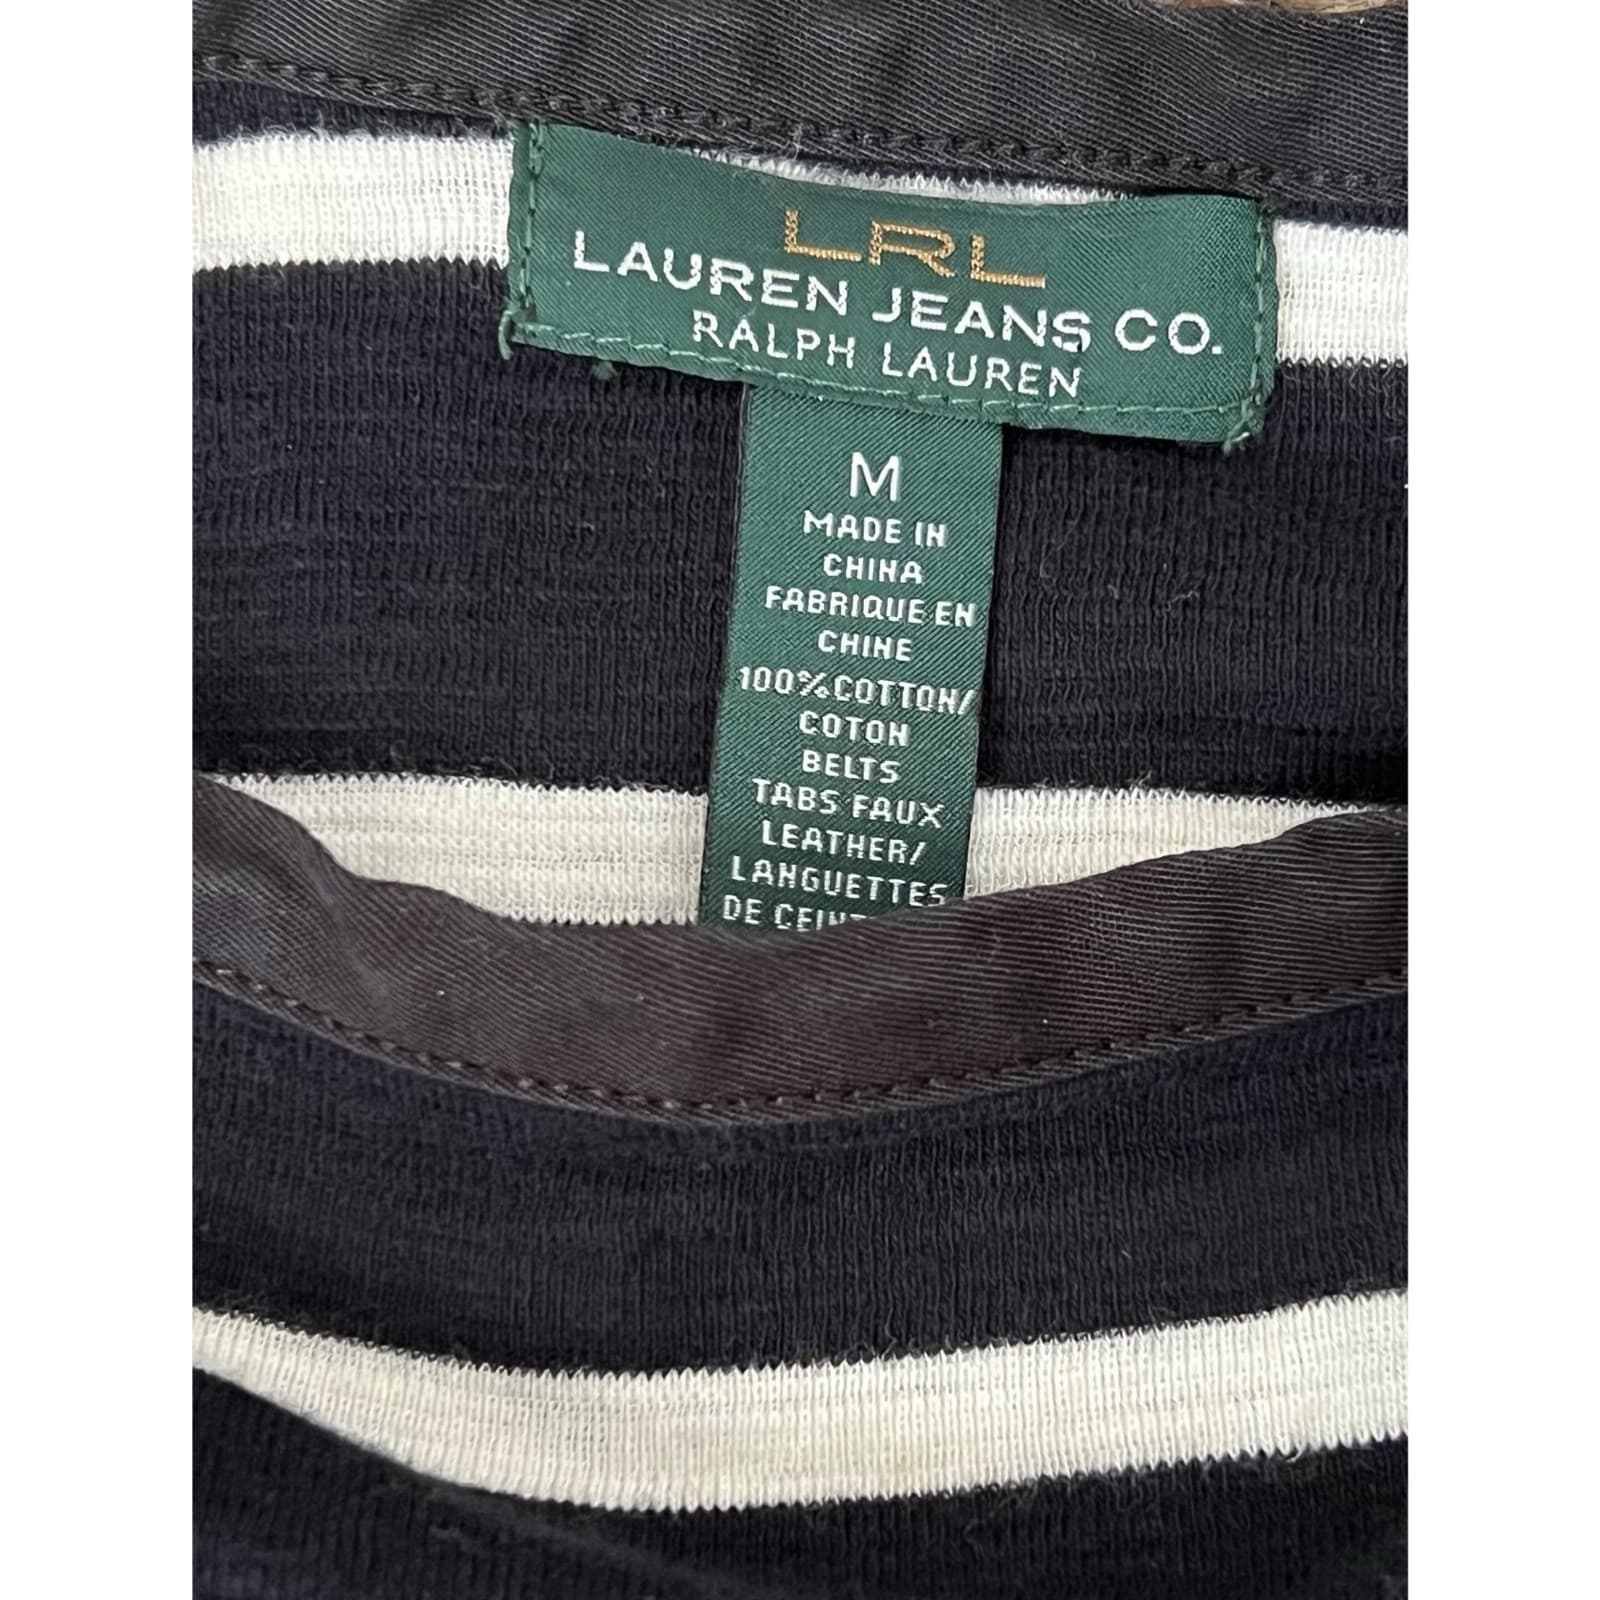 LRL
LAUREN JEANS CO.
RALPH LAUREN
M
MADE IN
CHINA
FABRIQUE EN
CHINE
100%COTTON/
COTON
BELTS
TABS FAUX
LEATHER/
LANGUETTES
DE